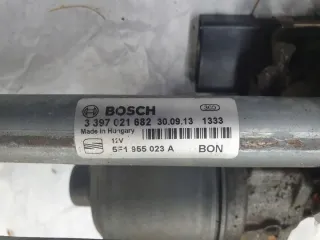 BOSCH
3 397 021 682 30.09.13 1333
Made in Hungary
12V
5F1 955 023 A BON